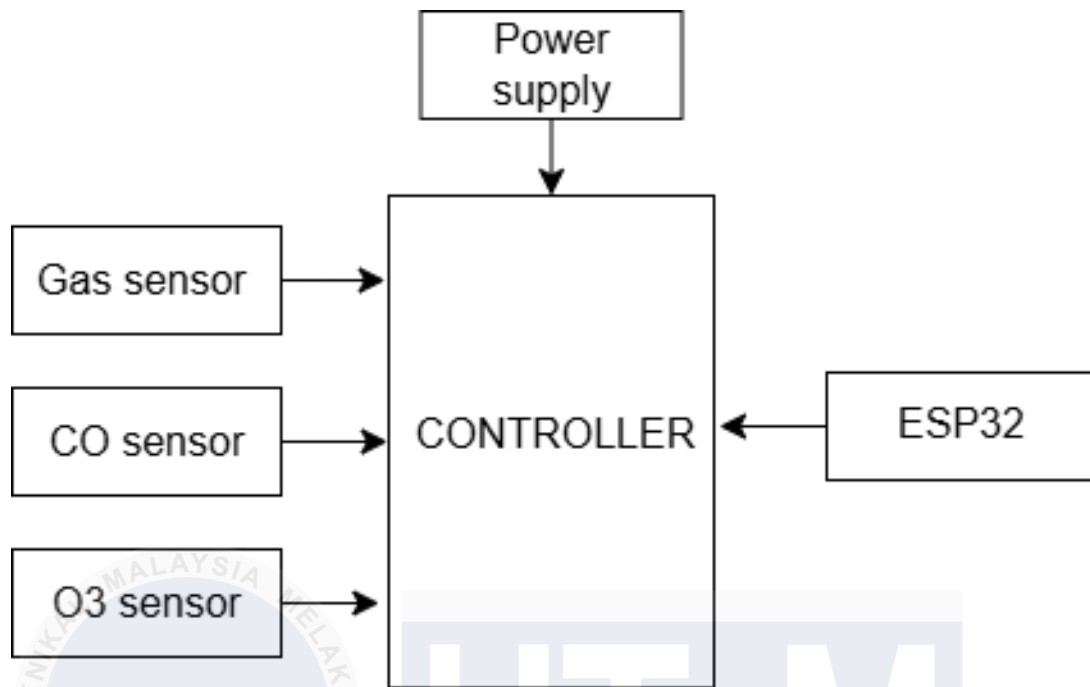 Power
supply
Gas sensor
CO sensor
O3 sensor
CONTROLLER
ESP32
MALAYSIA